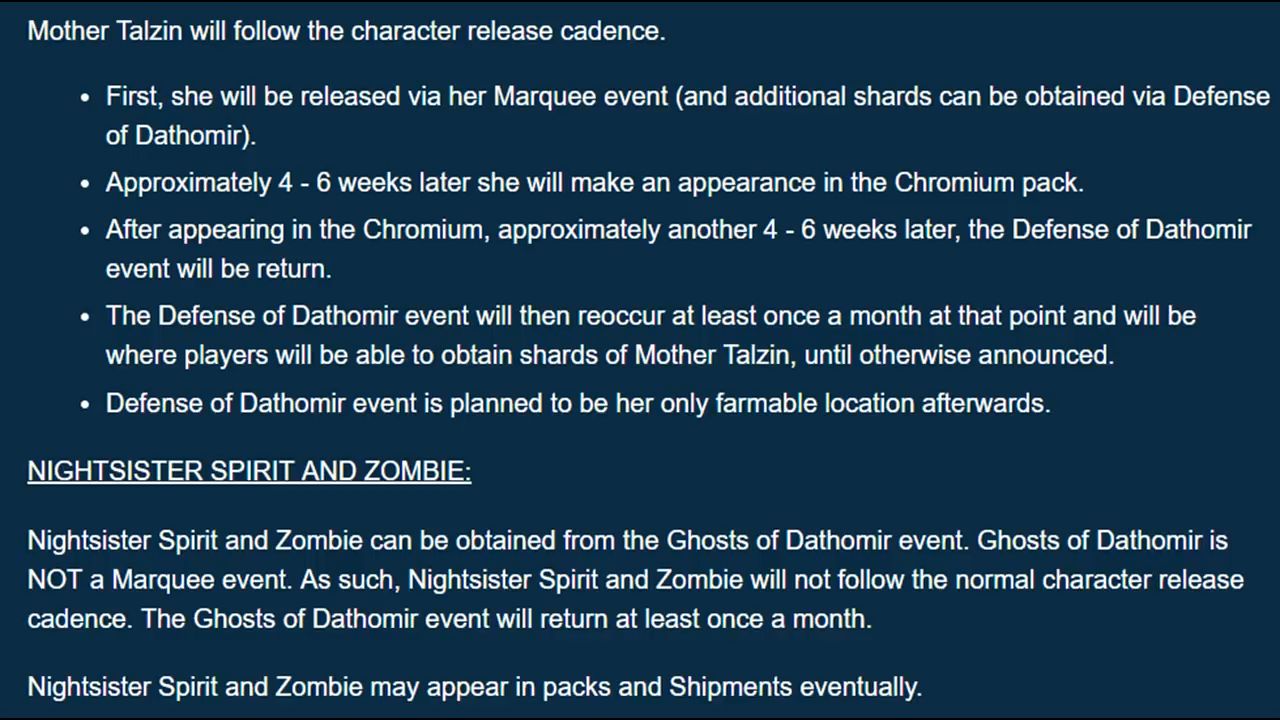 Mother Talzin will follow the character release cadence.
• First, she will be released via her Marquee event (and additional shards can be obtained via Defense
of Dathomir).
• Approximately 4 - 6 weeks later she will make an appearance in the Chromium pack.
• After appearing in the Chromium, approximately another 4 - 6 weeks later, the Defense of Dathomir
event will be return.
• The Defense of Dathomir event will then reoccur at least once a month at that point and will be
where players will be able to obtain shards of Mother Talzin, until otherwise announced.
• Defense of Dathomir event is planned to be her only farmable location afterwards.
NIGHTSISTER SPIRIT AND ZOMBIE:
Nightsister Spirit and Zombie can be obtained from the Ghosts of Dathomir event. Ghosts of Dathomir is
NOT a Marquee event. As such, Nightsister Spirit and Zombie will not follow the normal character release
cadence. The Ghosts of Dathomir event will return at least once a month.
Nightsister Spirit and Zombie may appear in packs and Shipments eventually.